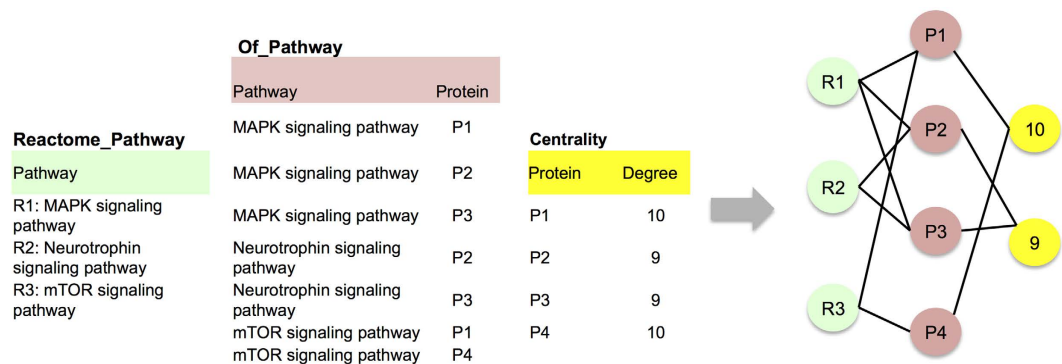 Reactome_Pathway
Pathway
R1: MAPK signaling
pathway
R2: Neurotrophin
signaling pathway
R3: mTOR signaling
pathway
Of_Pathway
Pathway Protein
MAPK signaling pathway P1
MAPK signaling pathway P2
MAPK signaling pathway P3
Neurotrophin signaling
pathway P2
Neurotrophin signaling
pathway P3
mTOR signaling pathway P1
mTOR signaling pathway P4
Centrality
Protein Degree
P1 10
P2 9
P3 9
P4 10
R1
R2
R3
P1
P2
P3
P4
10
9